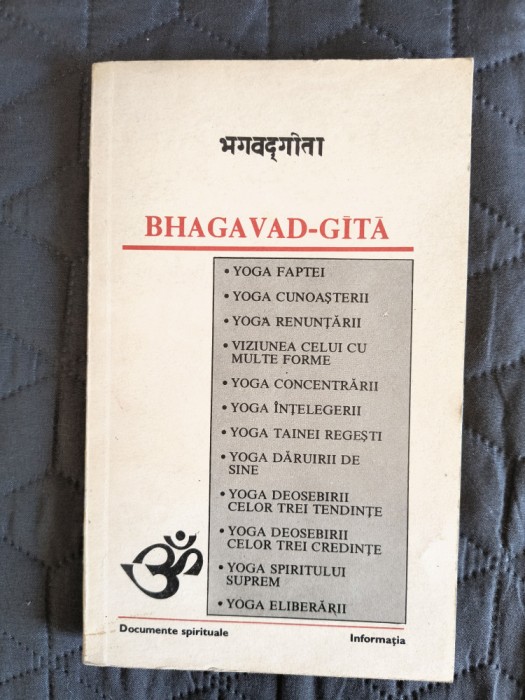 भगवद्गीता
BHAGAVAD-GĪTĀ
• YOGA FAPTEI
• YOGA CUNOAȘTERII
• YOGA RENUNȚĂRII
• VIZIUNEA CELUI CU
MULTE FORME
• YOGA CONCENTRĂRII
• YOGA ÎNȚELEGERII
• YOGA TAINEI REGEȘTI
• YOGA DĂRUIRII DE
SINE
• YOGA DEOSEBIRII
CELOR TREI TENDINȚE
• YOGA DEOSEBIRII
CELOR TREI CREDINȚE
• YOGA SPIRITULUI
SUPREM
• YOGA ELIBERĂRII
ॐ
Documente spirituale Informația